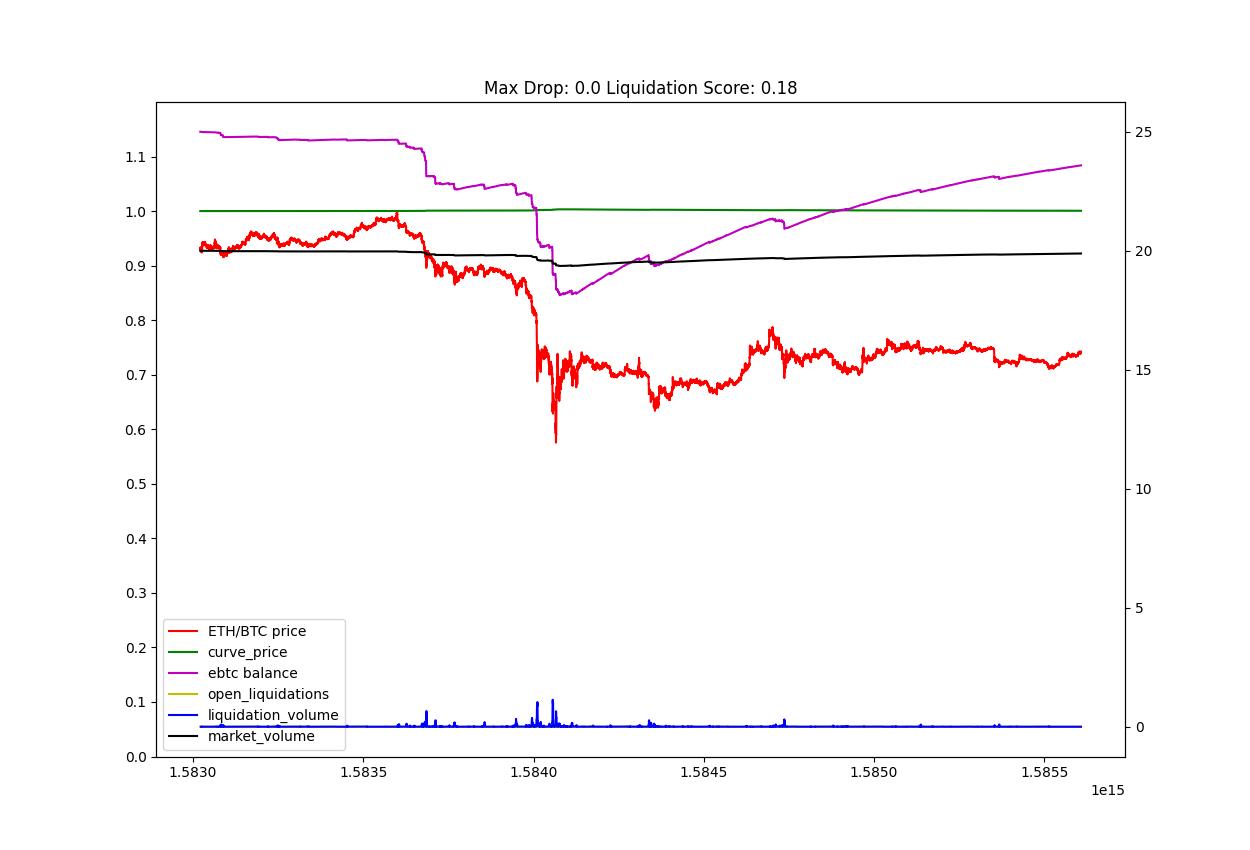 Max Drop: 0.0 Liquidation Score: 0.18
1.1
1.0
0.9
0.8
0.7
0.6
0.5
0.4
0.3
0.2
0.1
0.0
25
20
15
10
5
0
ETH/BTC price
curve_price
ebtc balance
open_liquidations
liquidation_volume
market_volume
1.5830 1.5835 1.5840 1.5845 1.5850 1.5855
1e15